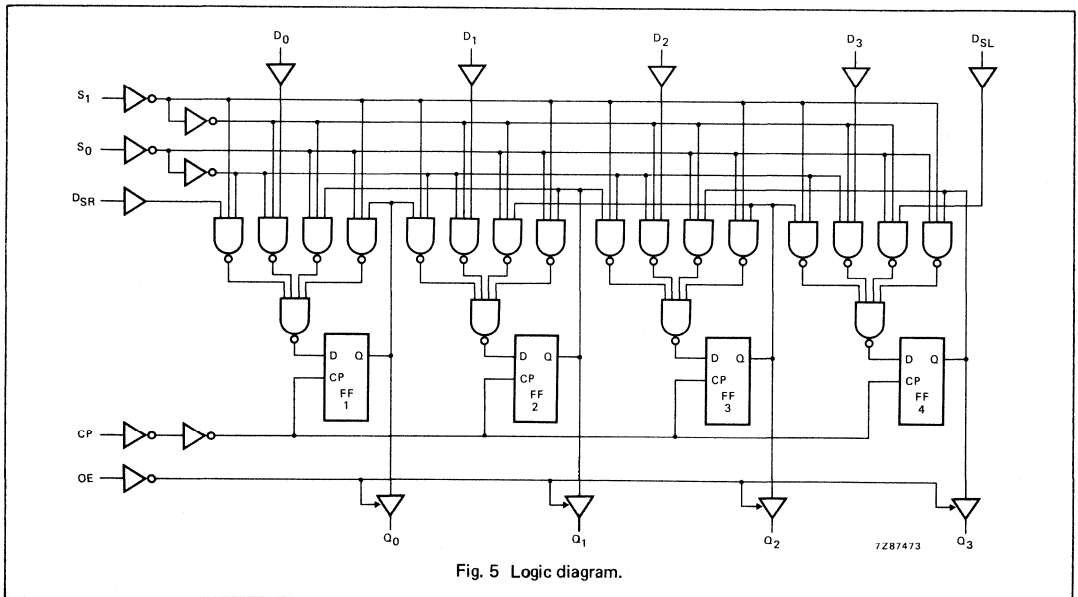 D0 D1 D2 D3 DSL
S1
S0
DSR
D Q D Q D Q D Q
CP CP CP CP
FF FF FF FF
1 2 3 4
CP
OE
Q0 Q1 Q2 Q3
7Z87473
Fig. 5 Logic diagram.